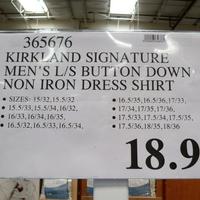 365676
KIRKLAND SIGNATURE
MEN'S L/S BUTTON DOWN
NON IRON DRESS SHIRT
• SIZES: 15/32,15.5/32
• 15.5/33,15.5/34,16/32,
• 16/33,16/34,16/35,
• 16.5/32,16.5/33,16.5/34,
• 16.5/35,16.5/36,17/33,
• 17/34,17/35,17/36,
• 17.5/33,17.5/34,17.5/35,
• 17.5/36,18/35,18/36
18.9